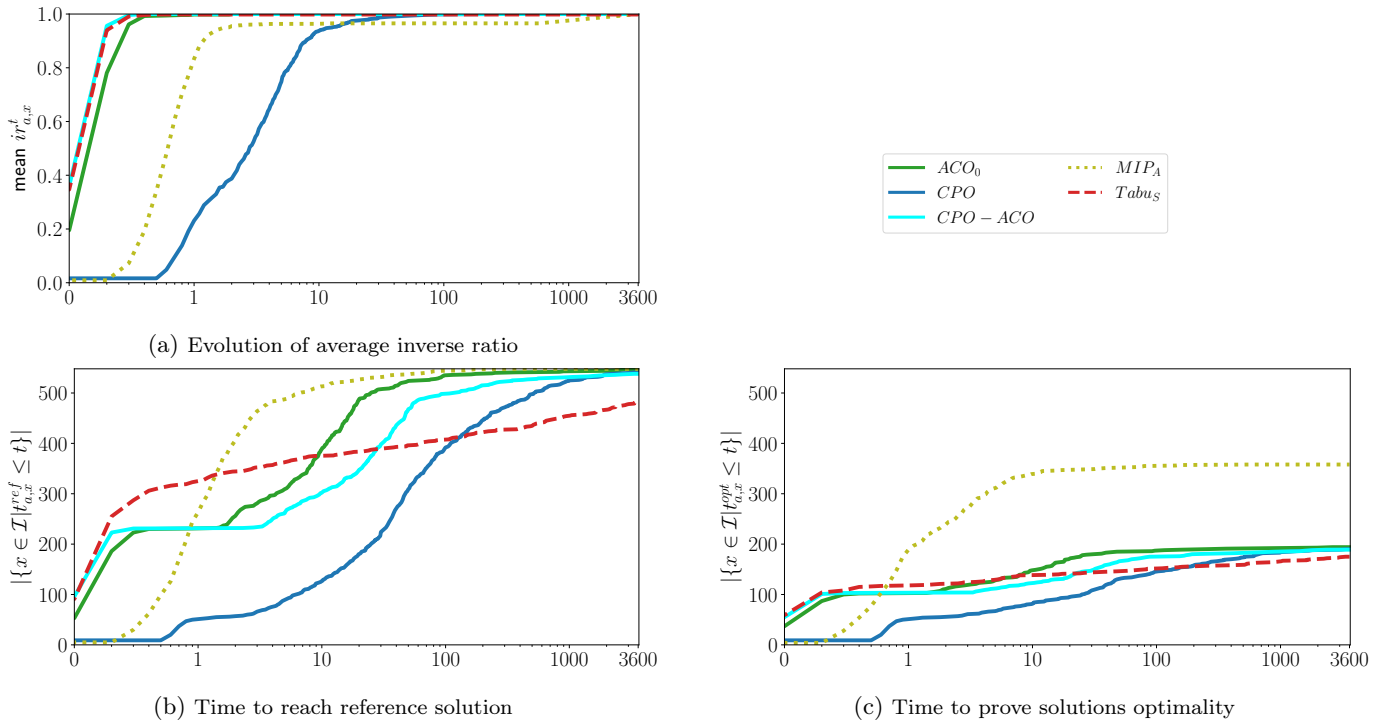 1.0
0.8
0.6
0.4
0.2
0.0
mean $ir^t_{a,x}$
0 1 10 100 1000 3600
(a) Evolution of average inverse ratio
$ACO_0$
$CPO$
$CPO - ACO$
$MIP_A$
$Tabu_S$
500
400
300
200
100
0
$|\{x \in \mathcal{I} | t^{ref}_{a,x} \leq t\}|$
0 1 10 100 1000 3600
(b) Time to reach reference solution
500
400
300
200
100
0
$|\{x \in \mathcal{I} | t^{opt}_{a,x} \leq t\}|$
0 1 10 100 1000 3600
(c) Time to prove solutions optimality